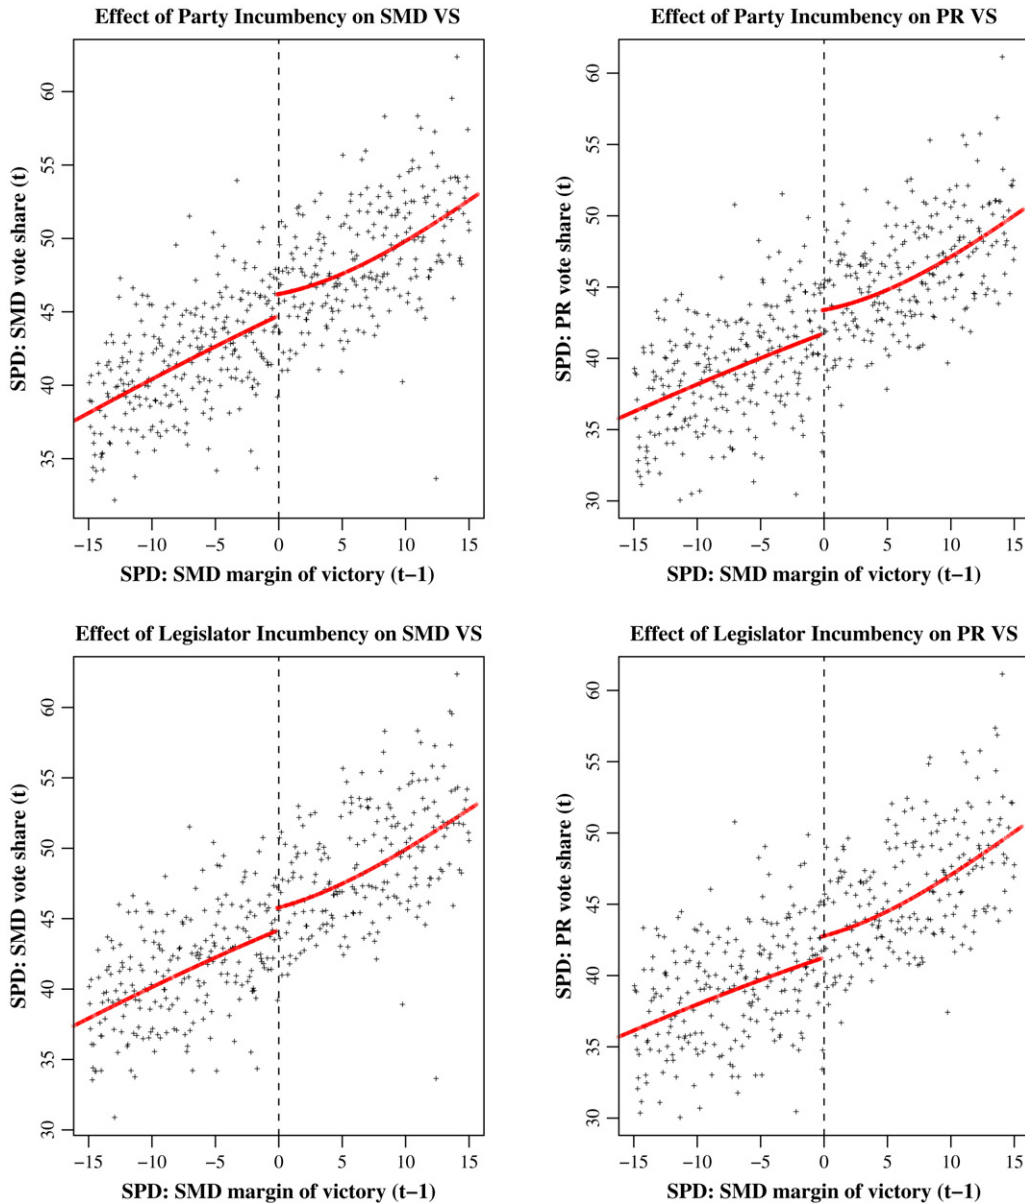 Effect of Party Incumbency on SMD VS
SPD: SMD vote share (t)
60
55
50
45
40
35
−15 −10 −5 0 5 10 15
SPD: SMD margin of victory (t−1)
Effect of Party Incumbency on PR VS
SPD: PR vote share (t)
60
55
50
45
40
35
30
−15 −10 −5 0 5 10 15
SPD: SMD margin of victory (t−1)
Effect of Legislator Incumbency on SMD VS
SPD: SMD vote share (t)
60
55
50
45
40
35
30
−15 −10 −5 0 5 10 15
SPD: SMD margin of victory (t−1)
Effect of Legislator Incumbency on PR VS
SPD: PR vote share (t)
60
55
50
45
40
35
30
−15 −10 −5 0 5 10 15
SPD: SMD margin of victory (t−1)